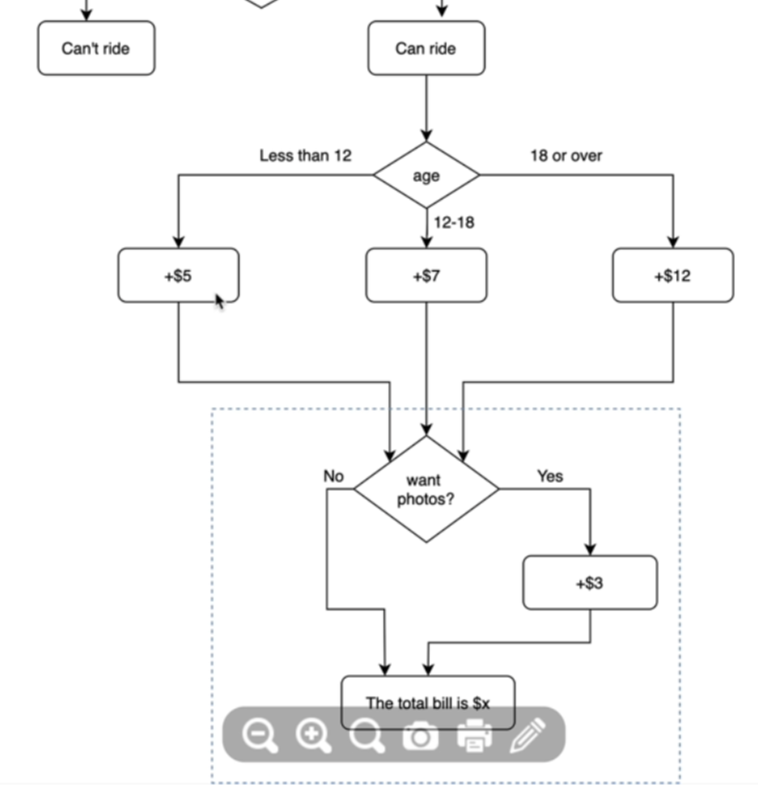 Can't ride
Can ride
Less than 12
age
18 or over
12-18
+$5
+$7
+$12
No
want
photos?
Yes
+$3
The total bill is $x